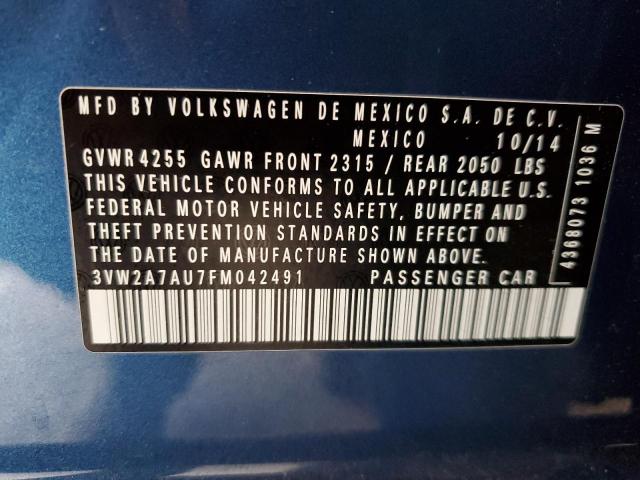 MFD BY VOLKSWAGEN DE MEXICO S.A. DE C.V.
MEXICO 10/14
GVWR 4255 GAWR FRONT 2315 / REAR 2050 LBS
THIS VEHICLE CONFORMS TO ALL APPLICABLE U.S.
FEDERAL MOTOR VEHICLE SAFETY, BUMPER AND
THEFT PREVENTION STANDARDS IN EFFECT ON
THE DATE OF MANUFACTURE SHOWN ABOVE.
3VW2A7AU7FM042491 PASSENGER CAR
4368073 1036 M